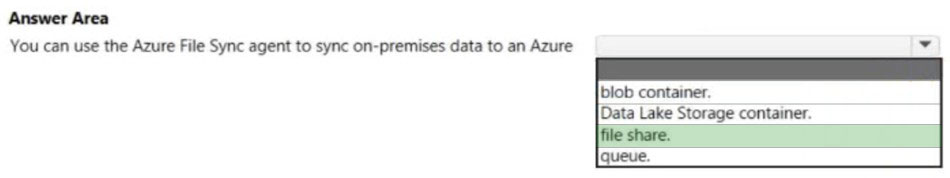 Answer Area
You can use the Azure File Sync agent to sync on-premises data to an Azure
blob container.
Data Lake Storage container.
file share.
queue.